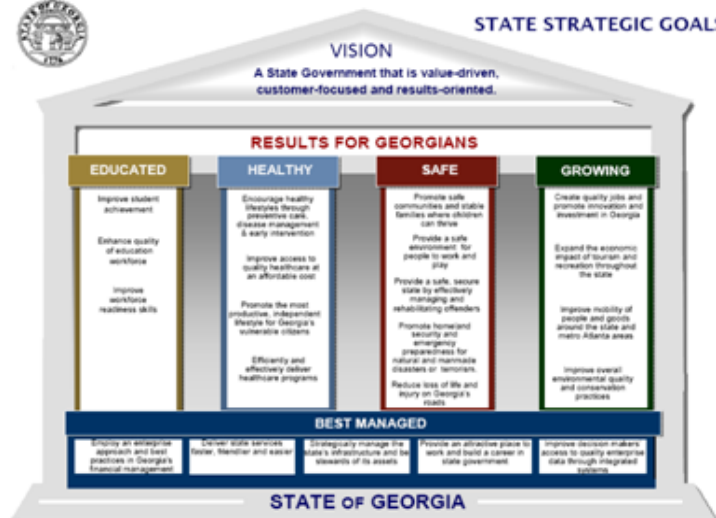 STATE OF GEORGIA
1776
STATE STRATEGIC GOALS
VISION
A State Government that is value-driven,
customer-focused and results-oriented.
RESULTS FOR GEORGIANS
EDUCATED
Improve student
achievement
Enhance quality
of education
workforce
Improve
workforce
readiness skills
HEALTHY
Encourage healthy
lifestyles through
preventive care,
disease management
& early intervention
Improve access to
quality healthcare at
an affordable cost
Promote the most
productive, independent
lifestyle for Georgia's
vulnerable citizens
Efficiently and
effectively deliver
healthcare programs
SAFE
Promote safe
communities and stable
families where children
can thrive
Provide a safe
environment for
people to work and
play
Provide a safe, secure
state by effectively
managing and
rehabilitating offenders
Promote homeland
security and
emergency
preparedness for
natural and manmade
disasters or terrorism.
Reduce loss of life and
injury on Georgia's
roads
GROWING
Create quality jobs and
promote innovation and
investment in Georgia
Expand the economic
impact of tourism and
recreation throughout
the state
Improve mobility of
people and goods
around the state and
metro Atlanta areas
Improve overall
environmental quality
and conservation
practices
BEST MANAGED
Employ an enterprise
approach and best
practices in Georgia's
financial management
Deliver state services
faster, friendlier and easier
Strategically manage the
state's infrastructure and be
stewards of its assets
Provide an attractive place to
work and build a career in
state government
Improve decision makers'
access to quality enterprise
data through integrated
systems
STATE OF GEORGIA